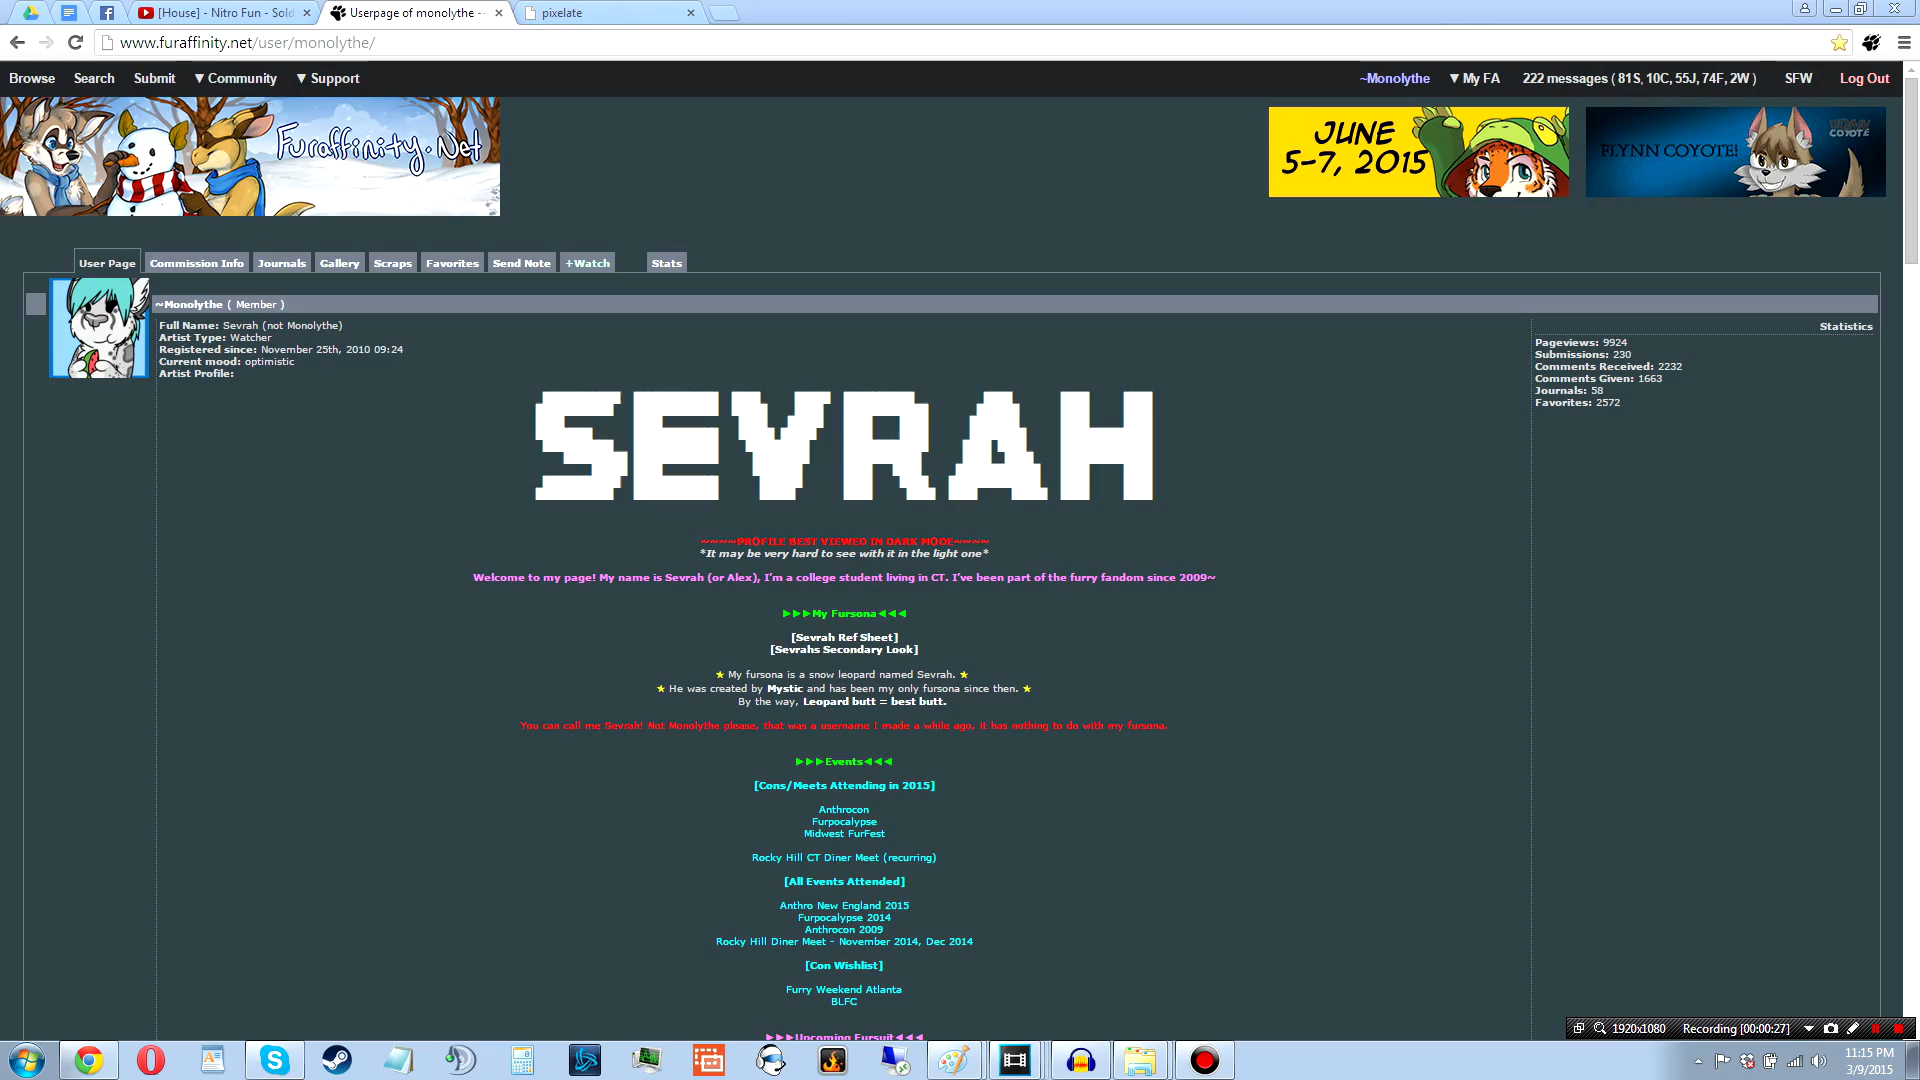 [House] - Nitro Fun - Sold
Userpage of monolythe --
pixelate
www.furaffinity.net/user/monolythe/
Browse Search Submit ▼ Community ▼ Support
~Monolythe ▼ My FA 222 messages ( 81S, 10C, 55J, 74F, 2W ) SFW Log Out
Furaffinity.Net
JUNE
5-7, 2015
FLYNN COYOTE!
COYOTE
User Page Commission Info Journals Gallery Scraps Favorites Send Note +Watch Stats
~Monolythe ( Member )
Full Name: Sevrah (not Monolythe)
Artist Type: Watcher
Registered since: November 25th, 2010 09:24
Current mood: optimistic
Artist Profile:
Statistics
Pageviews: 9924
Submissions: 230
Comments Received: 2232
Comments Given: 1663
Journals: 58
Favorites: 2572
SEVRAH
~~~~PROFILE BEST VIEWED IN DARK MODE~~~~
*It may be very hard to see with it in the light one*
Welcome to my page! My name is Sevrah (or Alex), I'm a college student living in CT. I've been part of the furry fandom since 2009~
►►►My Fursona◄◄◄
[Sevrah Ref Sheet]
[Sevrahs Secondary Look]
★ My fursona is a snow leopard named Sevrah. ★
★ He was created by Mystic and has been my only fursona since then. ★
By the way, Leopard butt = best butt.
You can call me Sevrah! Not Monolythe please, that was a username I made a while ago, it has nothing to do with my fursona.
►►►Events◄◄◄
[Cons/Meets Attending in 2015]
Anthrocon
Furpocalypse
Midwest FurFest
Rocky Hill CT Diner Meet (recurring)
[All Events Attended]
Anthro New England 2015
Furpocalypse 2014
Anthrocon 2009
Rocky Hill Diner Meet - November 2014, Dec 2014
[Con Wishlist]
Furry Weekend Atlanta
BLFC
►►►Upcoming Fursuit◄◄◄
1920x1080 Recording [00:00:27]
11:15 PM
3/9/2015